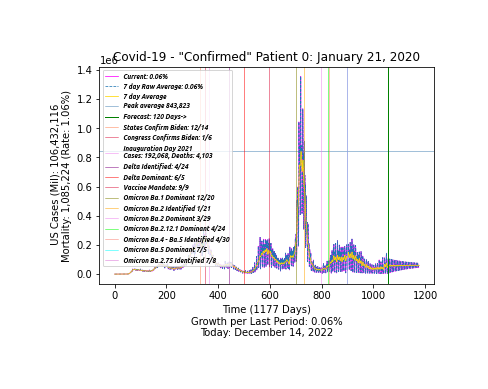 Covid-19 - "Confirmed" Patient 0: January 21, 2020
1e6
US Cases (Mil): 106,432,116
Mortality: 1,085,224 (Rate: 1.06%)
1.4
1.2
1.0
0.8
0.6
0.4
0.2
0.0
Current: 0.06%
7 day Raw Average: 0.06%
7 day Average
Peak average 843,823
Forecast: 120 Days->
States Confirm Biden: 12/14
Congress Confirms Biden: 1/6
Inauguration Day 2021
Cases: 192,068, Deaths: 4,103
Delta Identified: 4/24
Delta Dominant: 6/5
Vaccine Mandate: 9/9
Omicron Ba.1 Dominant 12/20
Omicron Ba.2 Identified 1/21
Omicron Ba.2 Dominant 3/29
Omicron Ba.2.12.1 Dominant 4/24
Omicron Ba.4 - Ba.5 Identified 4/30
Omicron Ba.5 Dominant 7/5
Omicron Ba.2.75 Identified 7/8
0 200 400 600 800 1000 1200
Time (1177 Days)
Growth per Last Period: 0.06%
Today: December 14, 2022